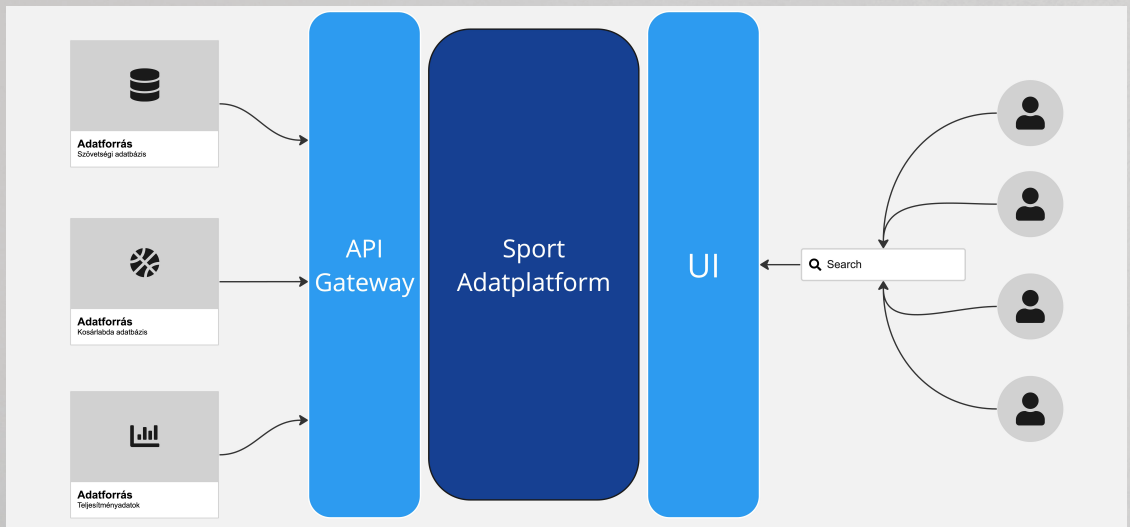 Adatforrás
Szövetségi adatbázis
Adatforrás
Kosárlabda adatbázis
Adatforrás
Teljesítményadatok
API
Gateway
Sport
Adatplatform
UI
Search